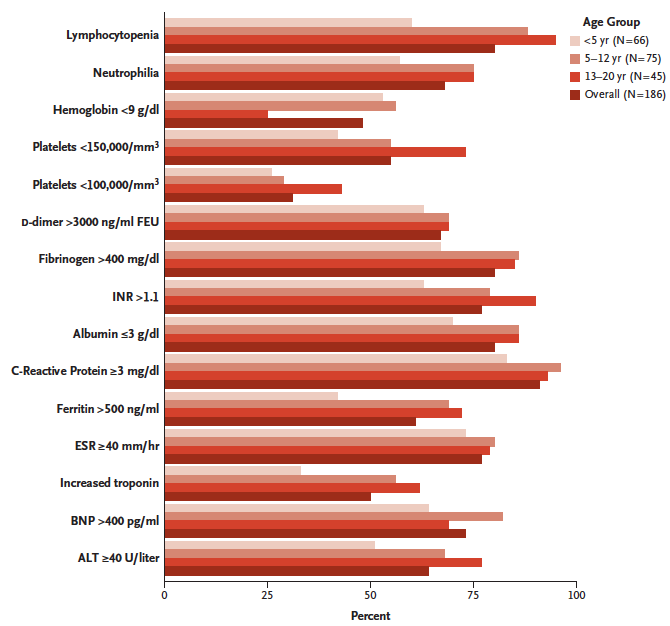 Age Group
<5 yr (N=66)
5–12 yr (N=75)
13–20 yr (N=45)
Overall (N=186)
Lymphocytopenia
Neutrophilia
Hemoglobin <9 g/dl
Platelets <150,000/mm³
Platelets <100,000/mm³
D-dimer >3000 ng/ml FEU
Fibrinogen >400 mg/dl
INR >1.1
Albumin ≤3 g/dl
C-Reactive Protein ≥3 mg/dl
Ferritin >500 ng/ml
ESR ≥40 mm/hr
Increased troponin
BNP >400 pg/ml
ALT ≥40 U/liter
0 25 50 75 100
Percent